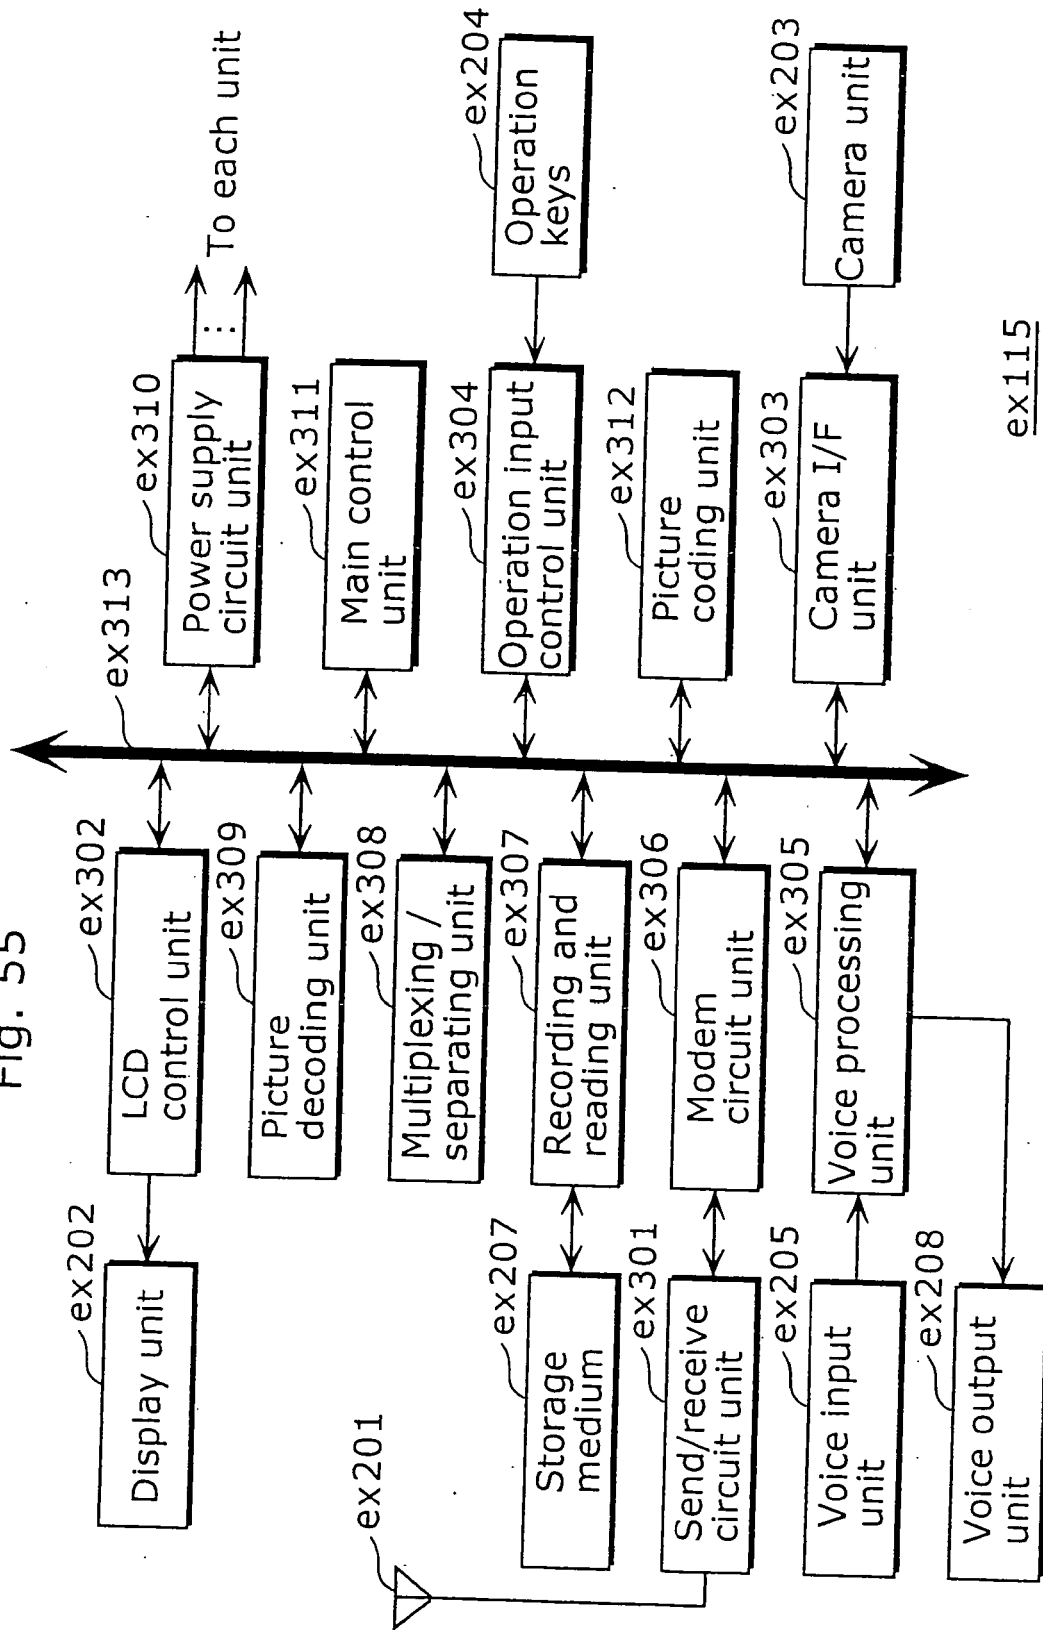 Fig. 55
ex313
ex202
Display unit
ex302
LCD
control unit
ex310
Power supply
circuit unit
To each unit
...
ex309
Picture
decoding unit
ex311
Main control
unit
ex201
ex308
Multiplexing /
separating unit
ex304
Operation input
control unit
ex204
Operation
keys
ex207
Storage
medium
ex307
Recording and
reading unit
ex312
Picture
coding unit
ex301
Send/receive
circuit unit
ex306
Modem
circuit unit
ex303
Camera I/F
unit
ex203
Camera unit
ex205
Voice input
unit
ex305
Voice processing
unit
ex208
Voice output
unit
ex115